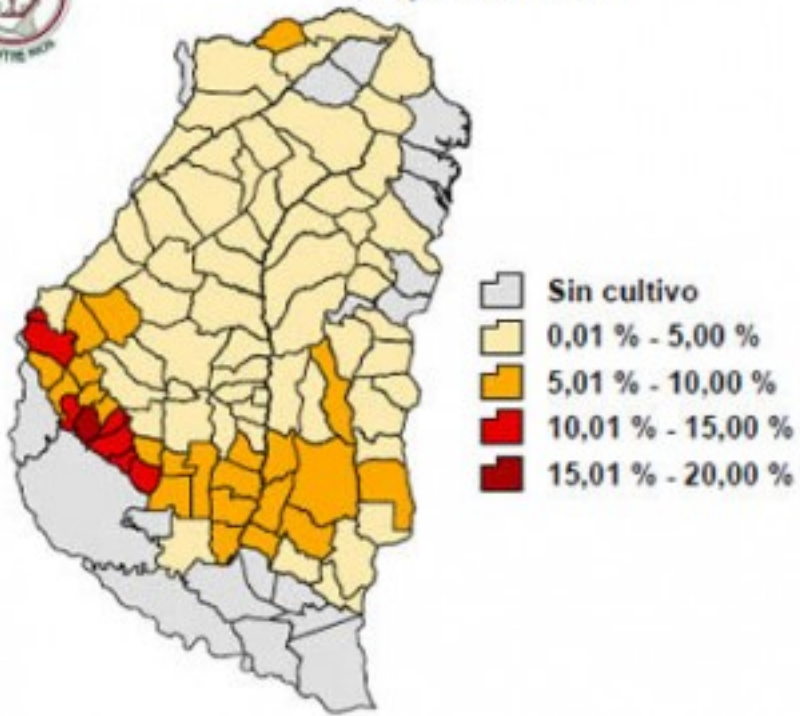 Sin cultivo
0,01 % - 5,00 %
5,01 % - 10,00 %
10,01 % - 15,00 %
15,01 % - 20,00 %